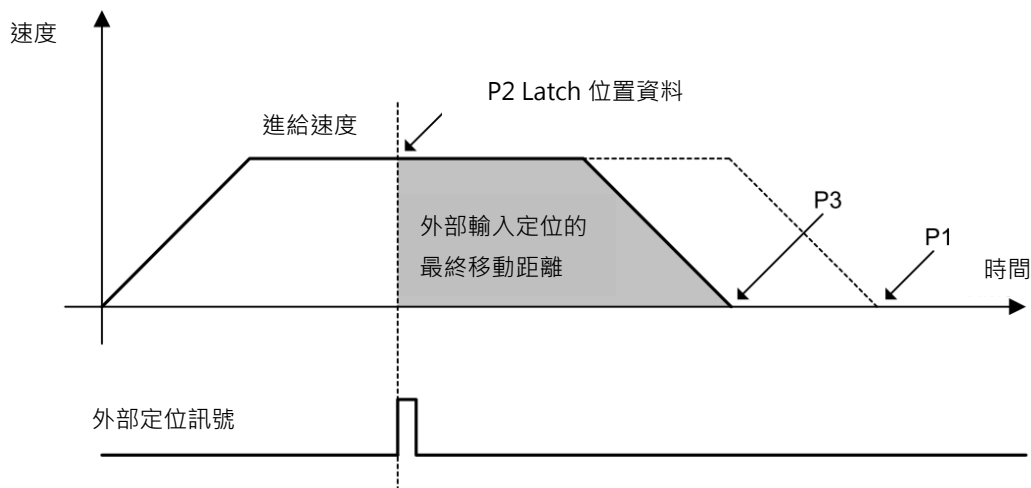 速度
P2 Latch 位置資料
進給速度
外部輸入定位的
最終移動距離
P3
P1
時間
外部定位訊號